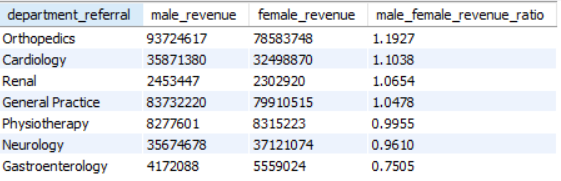 department_referral male_revenue female_revenue male_female_revenue_ratio
Orthopedics 93724617 78583748 1.1927
Cardiology 35871380 32498870 1.1038
Renal 2453447 2302920 1.0654
General Practice 83732220 79910515 1.0478
Physiotherapy 8277601 8315223 0.9955
Neurology 35674678 37121074 0.9610
Gastroenterology 4172088 5559024 0.7505